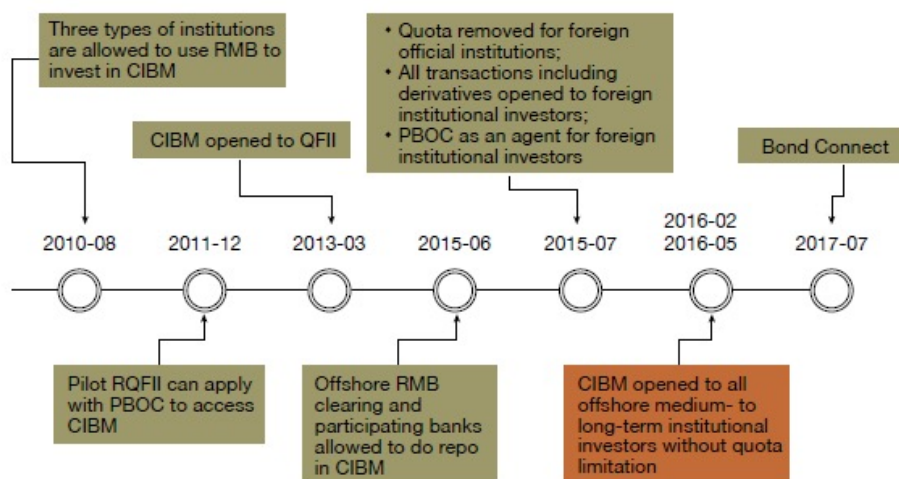 Three types of institutions
are allowed to use RMB to
invest in CIBM
• Quota removed for foreign
official institutions;
• All transactions including
derivatives opened to foreign
institutional investors;
• PBOC as an agent for foreign
institutional investors
CIBM opened to QFII
Bond Connect
2010-08
2011-12
2013-03
2015-06
2015-07
2016-02
2016-05
2017-07
Pilot RQFII can apply
with PBOC to access
CIBM
Offshore RMB
clearing and
participating banks
allowed to do repo
in CIBM
CIBM opened to all
offshore medium- to
long-term institutional
investors without quota
limitation